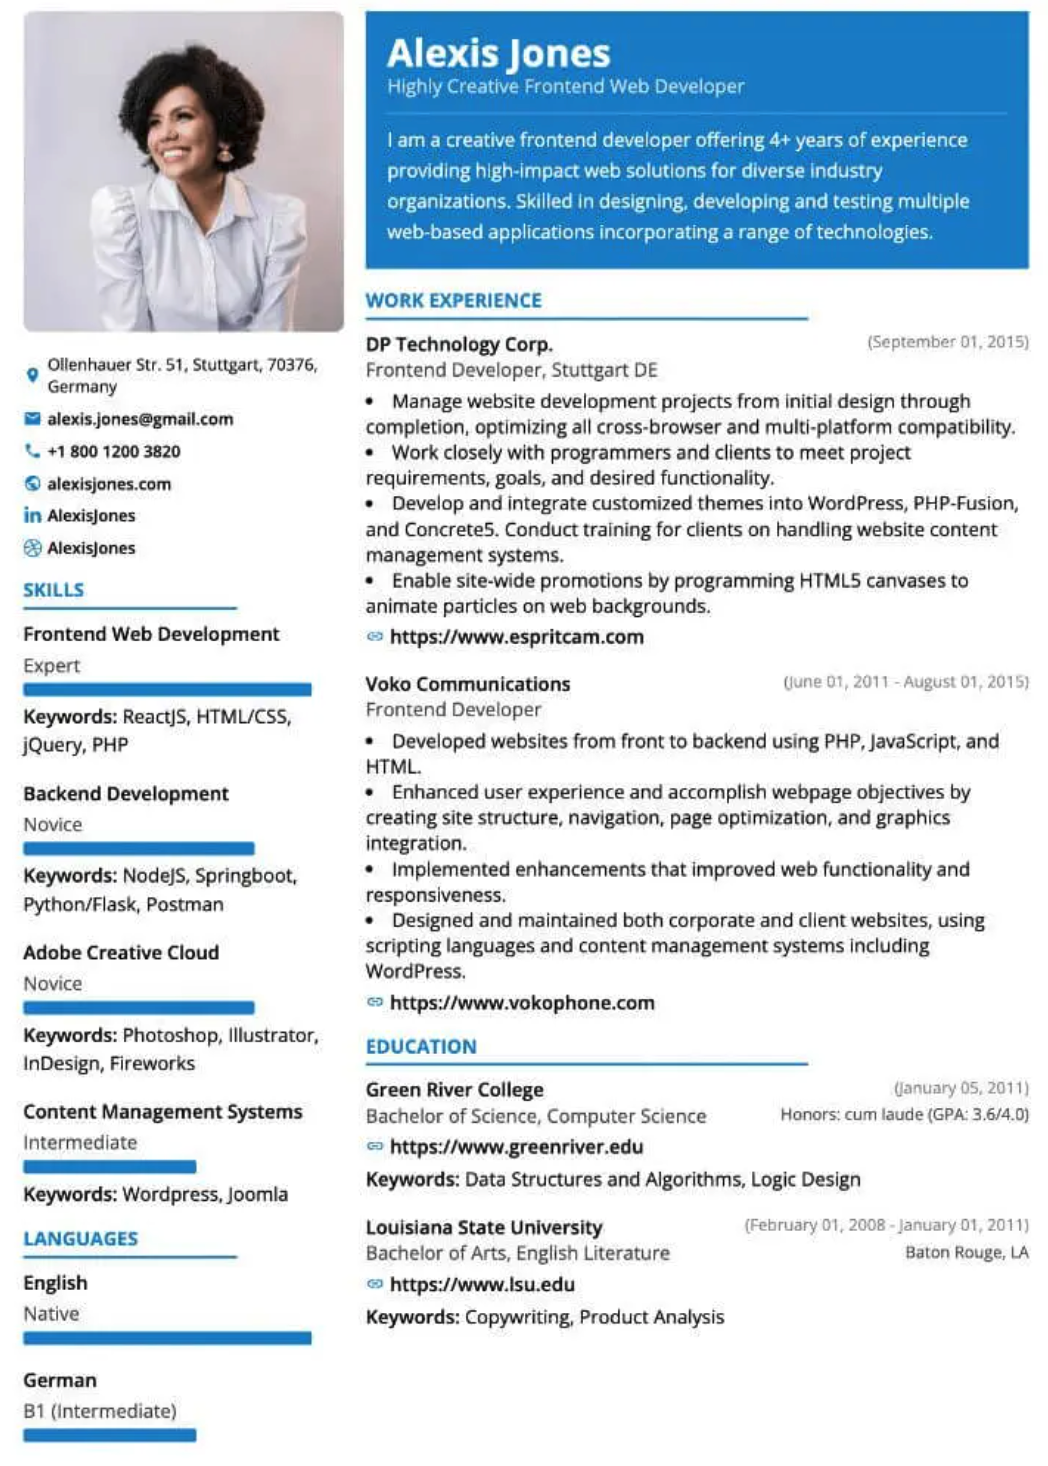 Alexis Jones
Highly Creative Frontend Web Developer
I am a creative frontend developer offering 4+ years of experience
providing high-impact web solutions for diverse industry
organizations. Skilled in designing, developing and testing multiple
web-based applications incorporating a range of technologies.
Ollenhauer Str. 51, Stuttgart, 70376,
Germany
alexis.jones@gmail.com
+1 800 1200 3820
alexisjones.com
in AlexisJones
AlexisJones
SKILLS
Frontend Web Development
Expert
Keywords: ReactJS, HTML/CSS,
jQuery, PHP
Backend Development
Novice
Keywords: NodeJS, Springboot,
Python/Flask, Postman
Adobe Creative Cloud
Novice
Keywords: Photoshop, Illustrator,
InDesign, Fireworks
Content Management Systems
Intermediate
Keywords: Wordpress, Joomla
LANGUAGES
English
Native
German
B1 (Intermediate)
WORK EXPERIENCE
DP Technology Corp. (September 01, 2015)
Frontend Developer, Stuttgart DE
• Manage website development projects from initial design through
completion, optimizing all cross-browser and multi-platform compatibility.
• Work closely with programmers and clients to meet project
requirements, goals, and desired functionality.
• Develop and integrate customized themes into WordPress, PHP-Fusion,
and Concrete5. Conduct training for clients on handling website content
management systems.
• Enable site-wide promotions by programming HTML5 canvases to
animate particles on web backgrounds.
https://www.espritcam.com
Voko Communications (June 01, 2011 - August 01, 2015)
Frontend Developer
• Developed websites from front to backend using PHP, JavaScript, and
HTML.
• Enhanced user experience and accomplish webpage objectives by
creating site structure, navigation, page optimization, and graphics
integration.
• Implemented enhancements that improved web functionality and
responsiveness.
• Designed and maintained both corporate and client websites, using
scripting languages and content management systems including
WordPress.
https://www.vokophone.com
EDUCATION
Green River College (January 05, 2011)
Bachelor of Science, Computer Science Honors: cum laude (GPA: 3.6/4.0)
https://www.greenriver.edu
Keywords: Data Structures and Algorithms, Logic Design
Louisiana State University (February 01, 2008 - January 01, 2011)
Bachelor of Arts, English Literature Baton Rouge, LA
https://www.lsu.edu
Keywords: Copywriting, Product Analysis